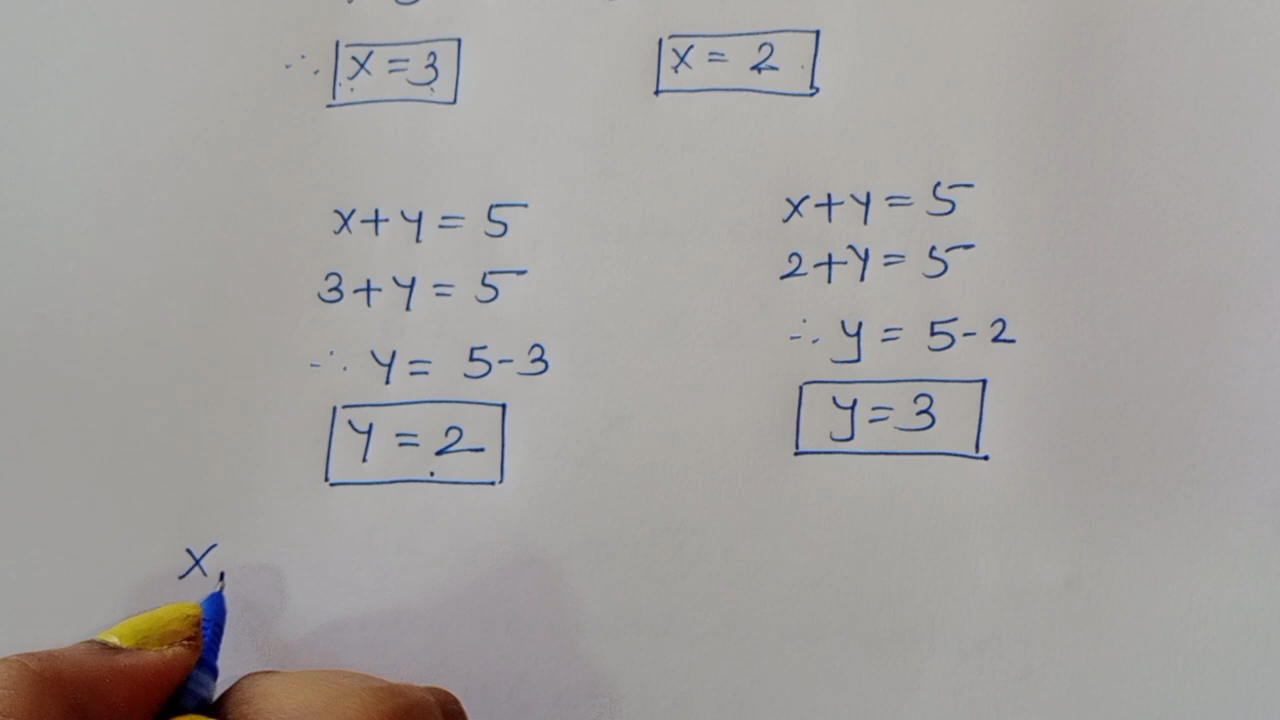 ∴ x = 3
x = 2
x + y = 5
3 + y = 5
∴ y = 5 - 3
y = 2
x + y = 5
2 + y = 5
∴ y = 5 - 2
y = 3
x,